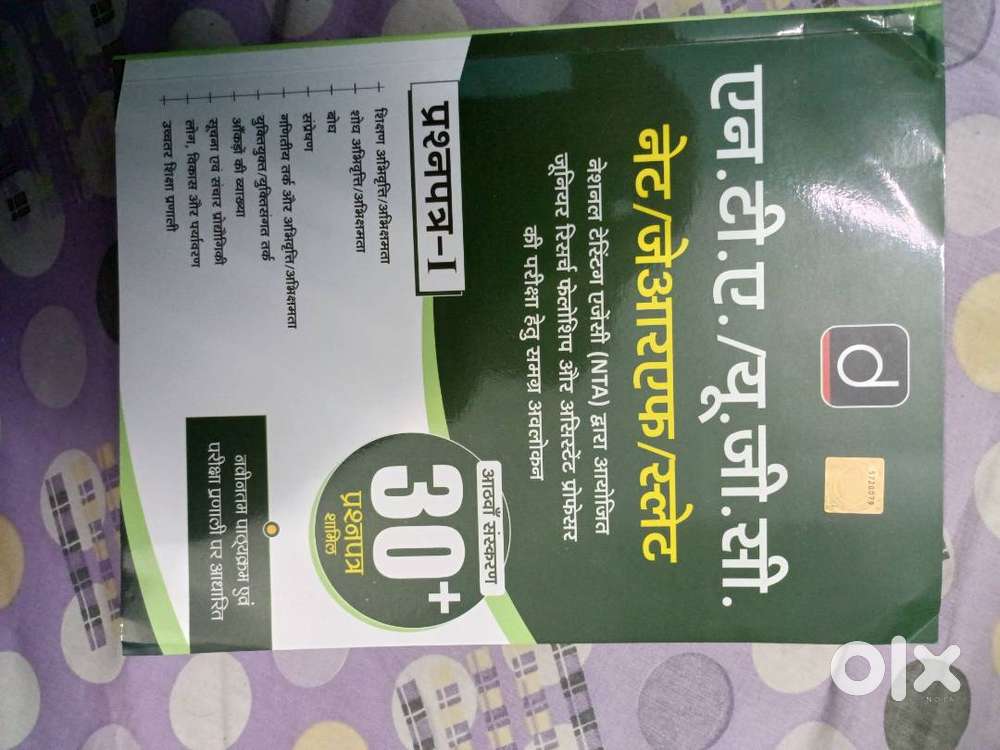 d
5720079
एन.टी.ए./यू.जी.सी.
नेट/जेआरएफ/स्लेट
नेशनल टेस्टिंग एजेंसी (NTA) द्वारा आयोजित
जूनियर रिसर्च फेलोशिप और असिस्टेंट प्रोफेसर
की परीक्षा हेतु समग्र अवलोकन
प्रश्नपत्र-I
आठवाँ संस्करण
30+
प्रश्नपत्र
शामिल
शिक्षण अभिवृत्ति/अभिक्षमता
शोध अभिवृत्ति/अभिक्षमता
बोध
संप्रेषण
गणितीय तर्क और अभिवृत्ति/अभिक्षमता
युक्तियुक्त/युक्तिसंगत तर्क
आँकड़ों की व्याख्या
सूचना एवं संचार प्रौद्योगिकी
लोग, विकास और पर्यावरण
उच्चतर शिक्षा प्रणाली
नवीनतम पाठ्यक्रम एवं
परीक्षा प्रणाली पर आधारित
olx